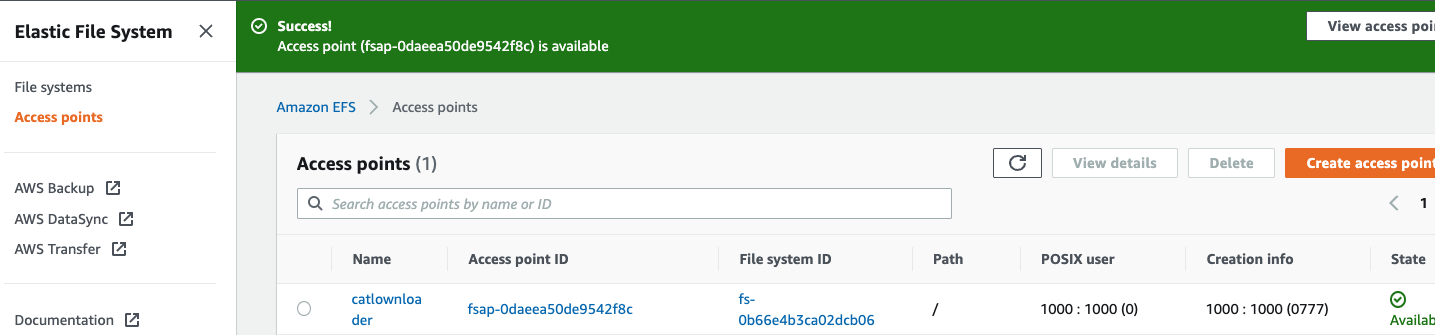 Elastic File System
File systems
Access points
AWS Backup
AWS DataSync
AWS Transfer
Documentation
Success!
Access point (fsap-0daeea50de9542f8c) is available
View access poi
Amazon EFS
Access points
Access points (1)
View details
Delete
Create access point
Search access points by name or ID
1
Name
Access point ID
File system ID
Path
POSIX user
Creation info
State
catlownloa
der
fsap-0daeea50de9542f8c
fs-
0b66e4b3ca02dcb06
/
1000 : 1000 (0)
1000 : 1000 (0777)
Availab